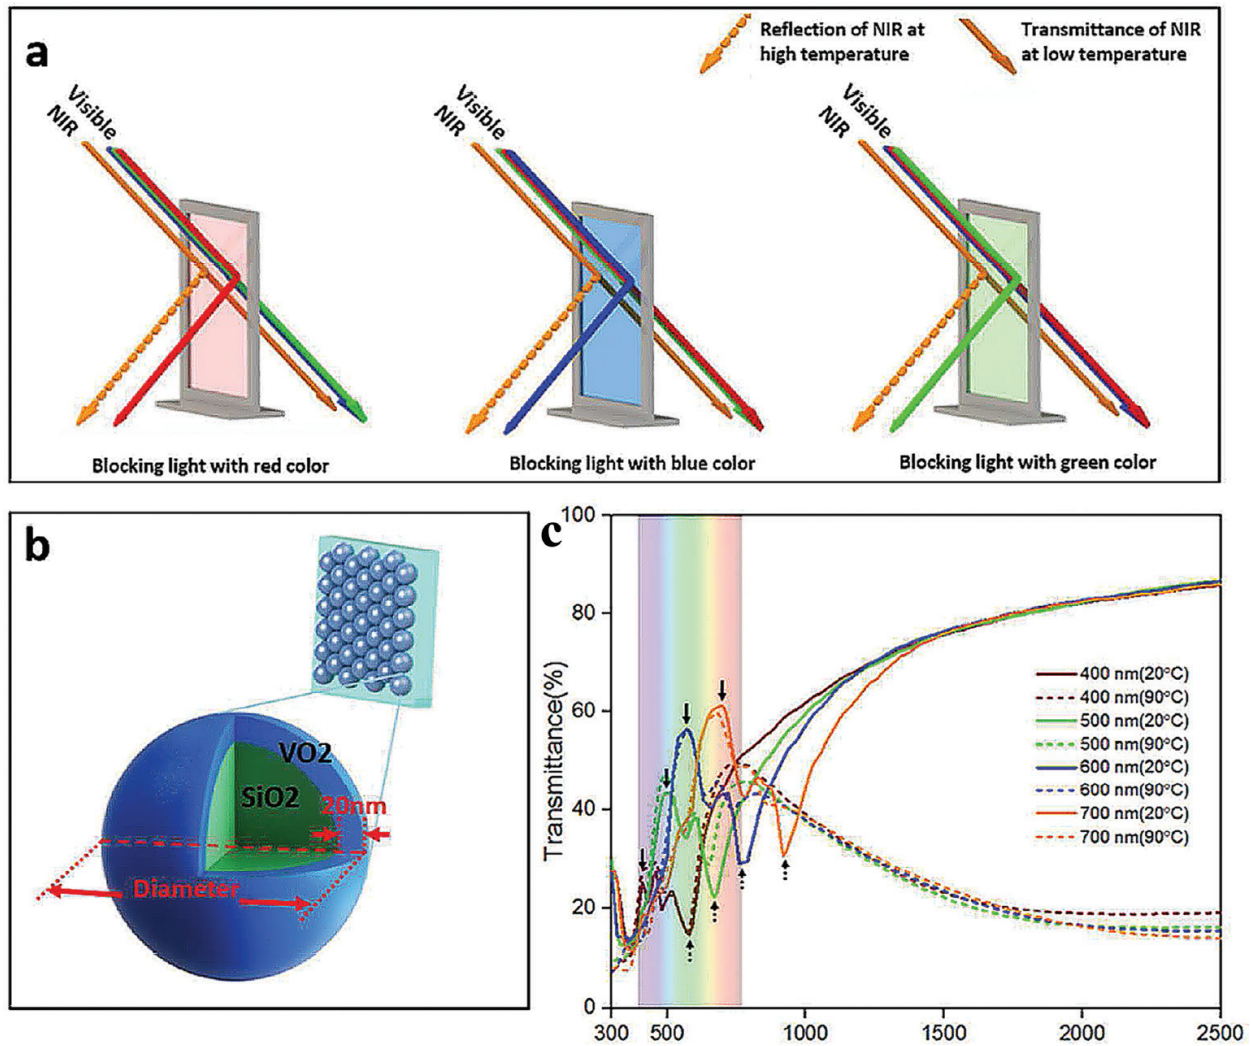 a
Reflection of NIR at
high temperature
Transmittance of NIR
at low temperature
Visible
NIR
Visible
NIR
Visible
NIR
Blocking light with red color
Blocking light with blue color
Blocking light with green color
b
VO2
SiO2
20nm
Diameter
c
Transmittance(%)
100
80
60
40
20
0
300
500
1000
1500
2000
2500
400 nm(20°C)
400 nm(90°C)
500 nm(20°C)
500 nm(90°C)
600 nm(20°C)
600 nm(90°C)
700 nm(20°C)
700 nm(90°C)